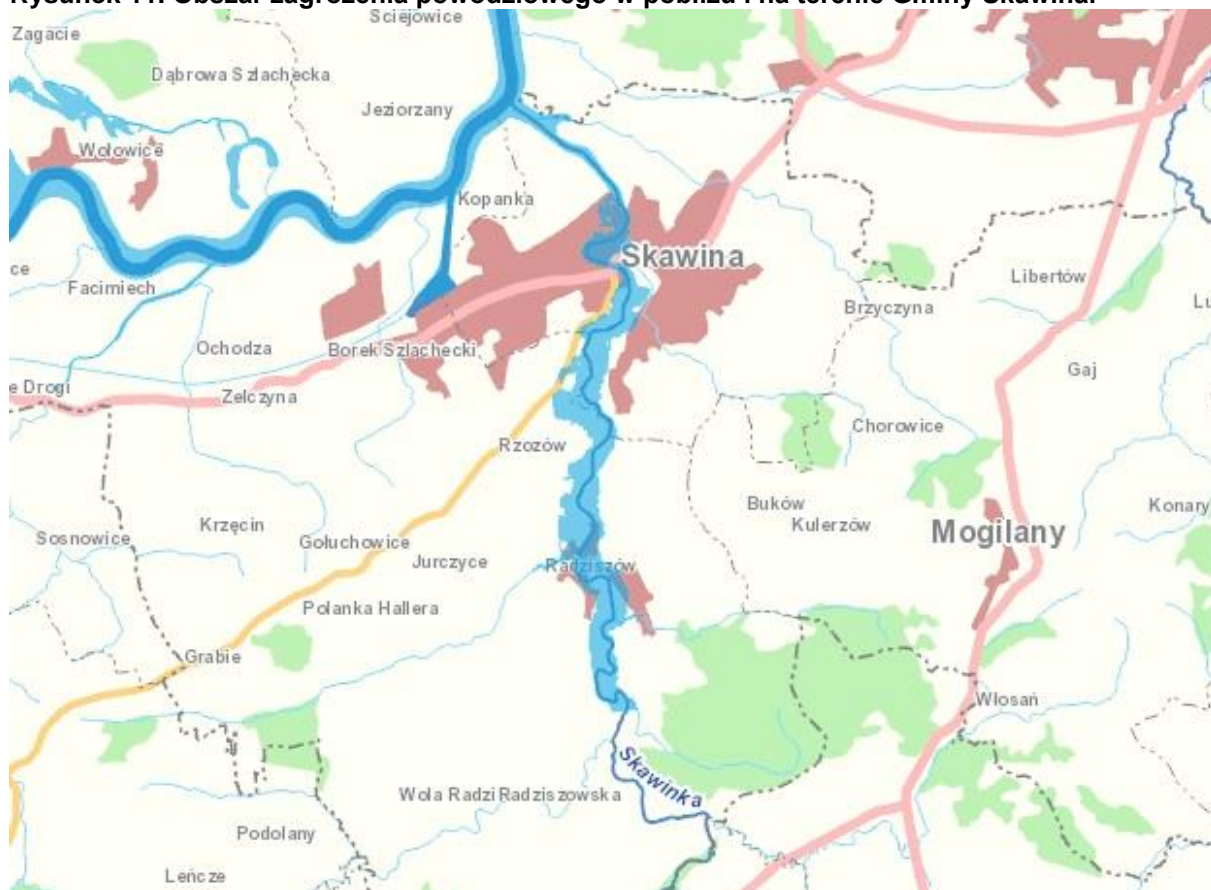 Rysunek 11. Obszar zagrożenia powodziowego w pobliżu i na terenie Gminy Skawina.
Ściejowice
Zagacie
Dąbrowa Szlachecka
Jeziorzany
Wołowice
Kopanka
Skawina
ce
Facimiech
Libertów
Brzyczyna
Lu
Ochodza
Borek Szlachecki
Gaj
e Drogi
Zelczyna
Chorowice
Rzozów
Buków
Konary
Krzęcin
Kulerzów
Mogilany
Sosnowice
Gołuchowice
Jurczyce
Radziszów
Polanka Hallera
Grabie
Włosań
Skawinka
Wola Radzi Radziszowska
Podolany
Leńcze